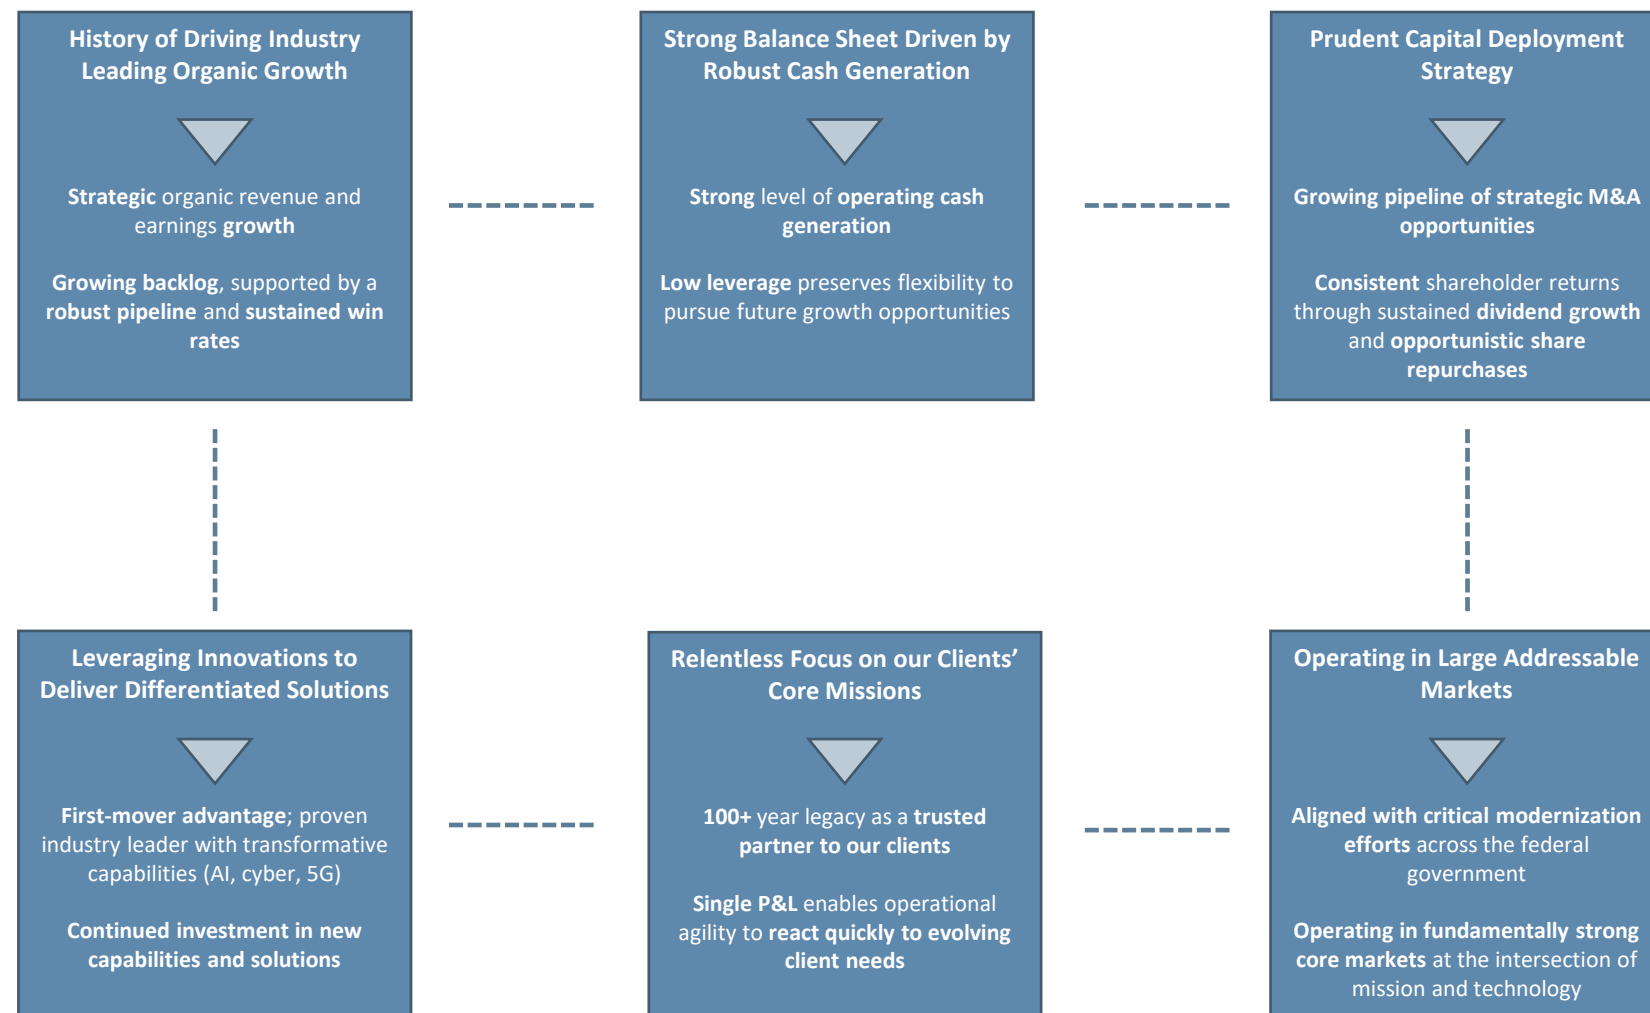 History of Driving Industry
Leading Organic Growth
Strategic organic revenue and
earnings growth
Growing backlog, supported by a
robust pipeline and sustained win
rates
Strong Balance Sheet Driven by
Robust Cash Generation
Strong level of operating cash
generation
Low leverage preserves flexibility to
pursue future growth opportunities
Prudent Capital Deployment
Strategy
Growing pipeline of strategic M&A
opportunities
Consistent shareholder returns
through sustained dividend growth
and opportunistic share
repurchases
Leveraging Innovations to
Deliver Differentiated Solutions
First-mover advantage; proven
industry leader with transformative
capabilities (AI, cyber, 5G)
Continued investment in new
capabilities and solutions
Relentless Focus on our Clients’
Core Missions
100+ year legacy as a trusted
partner to our clients
Single P&L enables operational
agility to react quickly to evolving
client needs
Operating in Large Addressable
Markets
Aligned with critical modernization
efforts across the federal
government
Operating in fundamentally strong
core markets at the intersection of
mission and technology